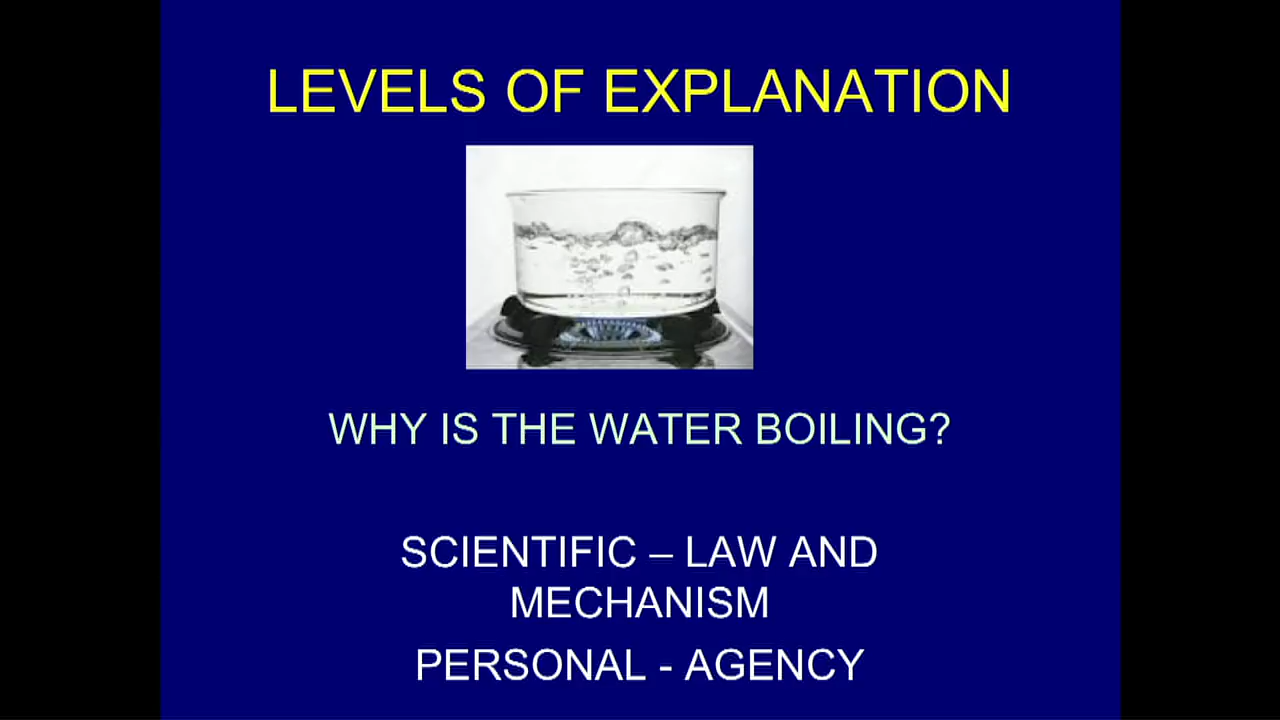 LEVELS OF EXPLANATION
WHY IS THE WATER BOILING?
SCIENTIFIC – LAW AND
MECHANISM
PERSONAL - AGENCY